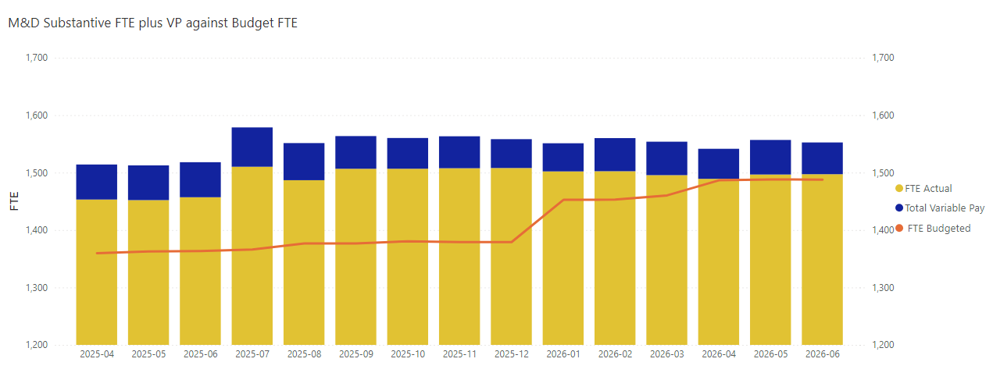 M&D Substantive FTE plus VP against Budget FTE
1,700 1,700
1,600 1,600
1,500 1,500
FTE Actual
FTE
Total Variable Pay
1,400 1,400
FTE Budgeted
1,300 1,300
1,200 1,200
2025-04 2025-05 2025-06 2025-07 2025-08 2025-09 2025-10 2025-11 2025-12 2026-01 2026-02 2026-03 2026-04 2026-05 2026-06